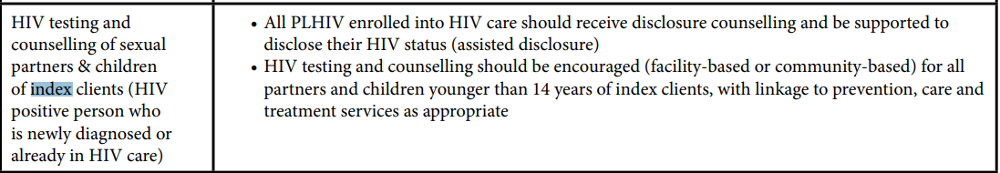 HIV testing and
counselling of sexual
partners & children
of index clients (HIV
positive person who
is newly diagnosed or
already in HIV care)
• All PLHIV enrolled into HIV care should receive disclosure counselling and be supported to
disclose their HIV status (assisted disclosure)
• HIV testing and counselling should be encouraged (facility-based or community-based) for all
partners and children younger than 14 years of index clients, with linkage to prevention, care and
treatment services as appropriate